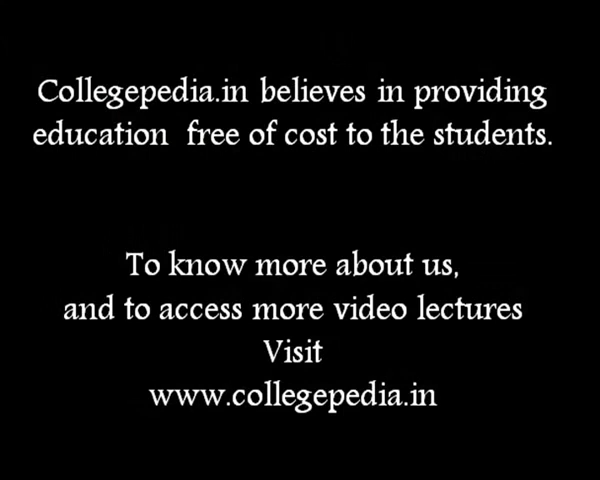 Collegepedia.in believes in providing
education free of cost to the students.
To know more about us,
and to access more video lectures
Visit
www.collegepedia.in